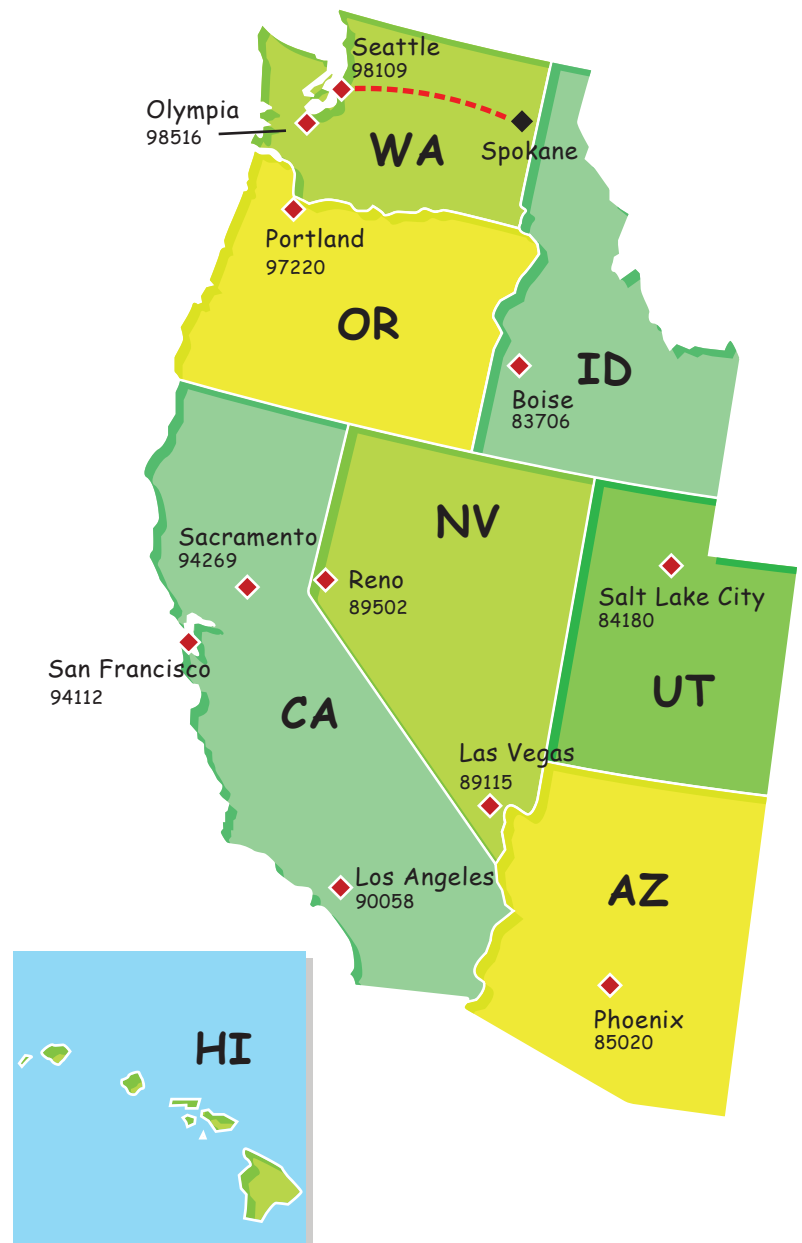 Seattle
98109
Olympia
98516
WA
Spokane
Portland
97220
OR
ID
Boise
83706
NV
Sacramento
94269
Reno
89502
Salt Lake City
84180
San Francisco
94112
UT
CA
Las Vegas
89115
Los Angeles
90058
AZ
Phoenix
85020
HI